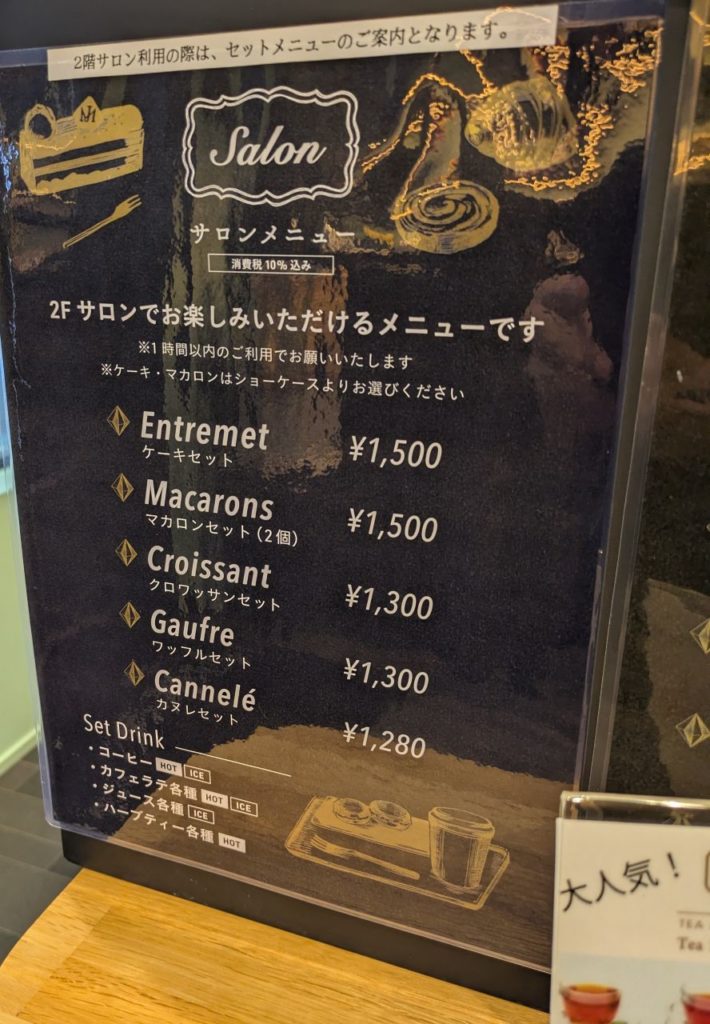 2階サロン利用の際は、セットメニューのご案内となります。
Salon
サロンメニュー
消費税10%込み
2Fサロンでお楽しみいただけるメニューです
※1時間以内のご利用でお願いいたします
※ケーキ・マカロンはショーケースよりお選びください
Entremet ¥1,500
ケーキセット
Macarons ¥1,500
マカロンセット(2個)
Croissant ¥1,300
クロワッサンセット
Gaufre ¥1,300
ワッフルセット
Cannelé ¥1,280
カヌレセット
Set Drink
・コーヒー HOT ICE
・カフェラテ各種 HOT ICE
・ジュース各種 ICE
・ハーブティー各種 HOT
大人気!
TEA
Tea